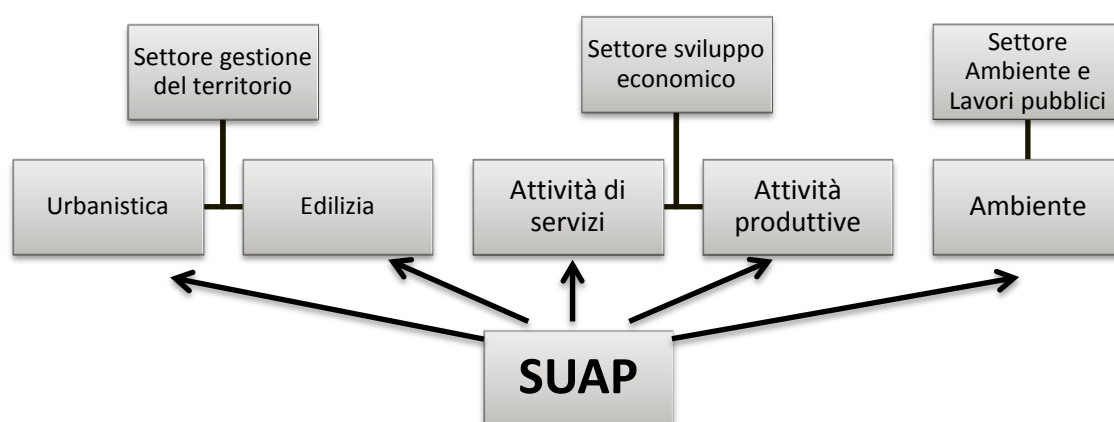 Settore gestione
del territorio
Settore sviluppo
economico
Settore
Ambiente e
Lavori pubblici
Urbanistica
Edilizia
Attività di
servizi
Attività
produttive
Ambiente
SUAP